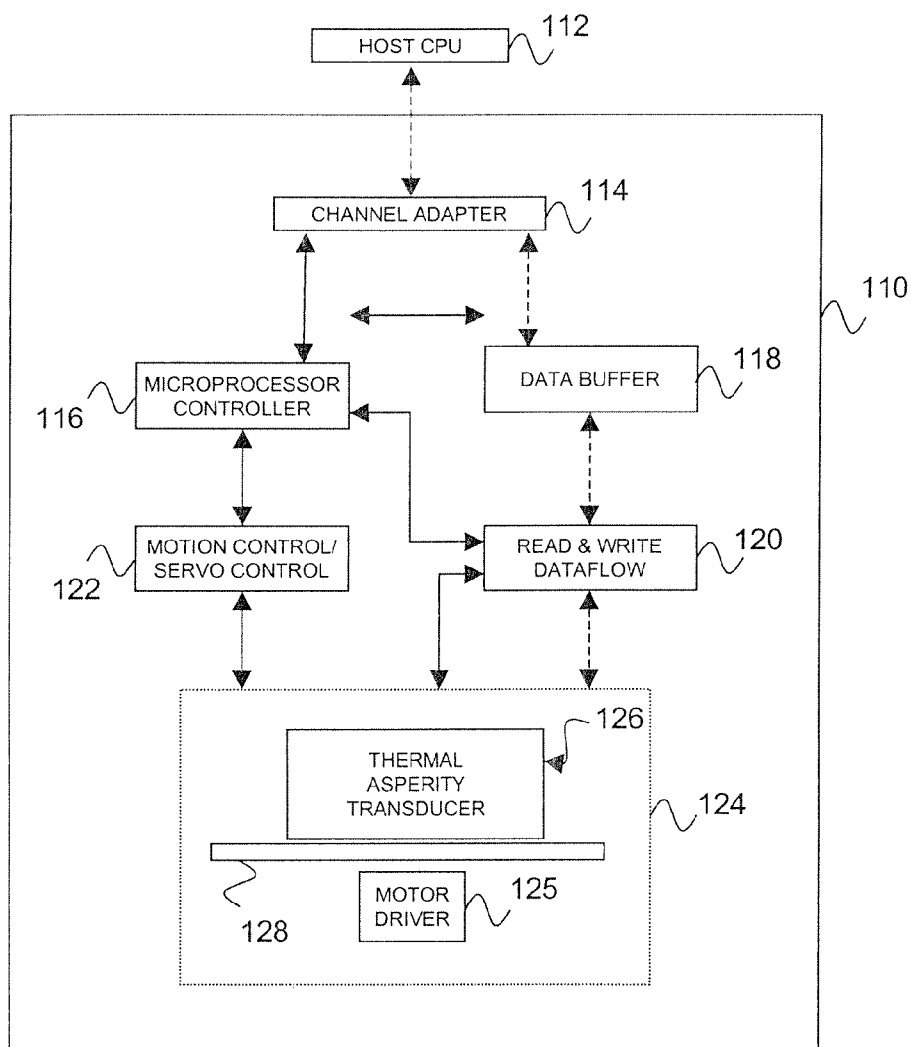 HOST CPU
112
CHANNEL ADAPTER
114
110
MICROPROCESSOR
CONTROLLER
116
DATA BUFFER
118
MOTION CONTROL/
SERVO CONTROL
122
READ & WRITE
DATAFLOW
120
126
THERMAL
ASPERITY
TRANSDUCER
124
128
MOTOR
DRIVER
125